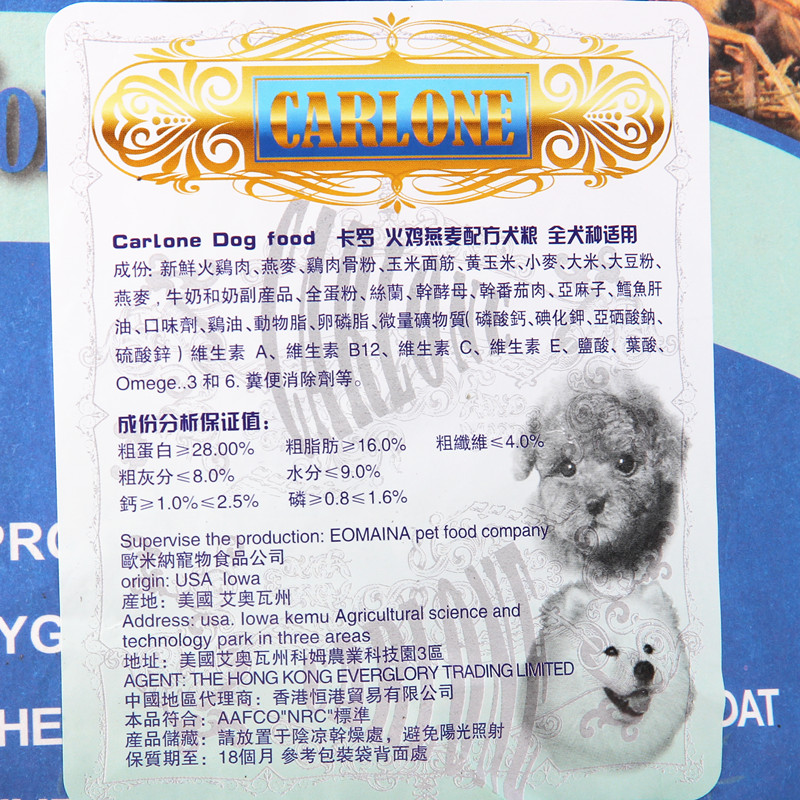 CARLONE
Carlone Dog food 卡罗 火鸡燕麦配方犬粮 全犬种适用
成份: 新鮮火鷄肉、燕麥、鷄肉骨粉、玉米面筋、黃玉米、小麥、大米、大豆粉、
燕麥，牛奶和奶副産品、全蛋粉、絲蘭、幹酵母、幹番茄肉、亞麻子、鱈魚肝
油、口味劑、鷄油、動物脂、卵磷脂、微量礦物質( 磷酸鈣、碘化鉀、亞硒酸鈉、
硫酸鋅 ) 維生素 A、維生素 B12、維生素 C、維生素 E、鹽酸、葉酸、
Omege..3 和 6. 糞便消除劑等。
成份分析保证值:
粗蛋白≥28.00% 粗脂肪≥16.0% 粗纖維≤4.0%
粗灰分≤8.0% 水分≤9.0%
鈣≥1.0%≤2.5% 磷≥0.8≤1.6%
Supervise the production: EOMAINA pet food company
歐米納寵物食品公司
origin: USA Iowa
産地: 美國 艾奥瓦州
Address: usa. Iowa kemu Agricultural science and
technology park in three areas
地址: 美國艾奥瓦州科姆農業科技園3區
AGENT: THE HONG KONG EVERGLORY TRADING LIMITED
中國地區代理商: 香港恒港貿易有限公司
本品符合: AAFCO"NRC"標準
産品儲藏: 請放置于陰凉幹燥處，避免陽光照射
保質期至: 18個月 參考包裝袋背面處
CARLONE